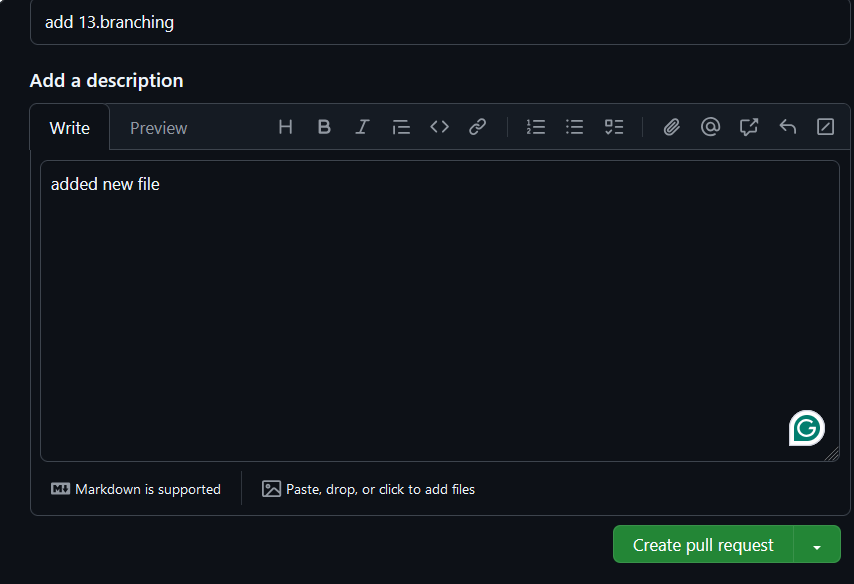 add 13.branching
Add a description
Write Preview
added new file
Markdown is supported
Paste, drop, or click to add files
Create pull request